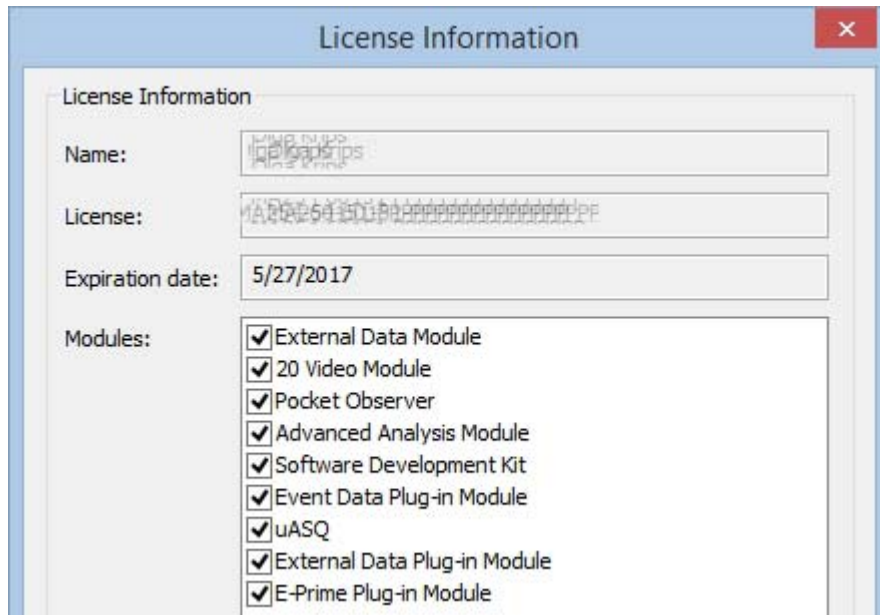 License Information
License Information
Name:
License:
Expiration date: 5/27/2017
Modules:
External Data Module
20 Video Module
Pocket Observer
Advanced Analysis Module
Software Development Kit
Event Data Plug-in Module
uASQ
External Data Plug-in Module
E-Prime Plug-in Module